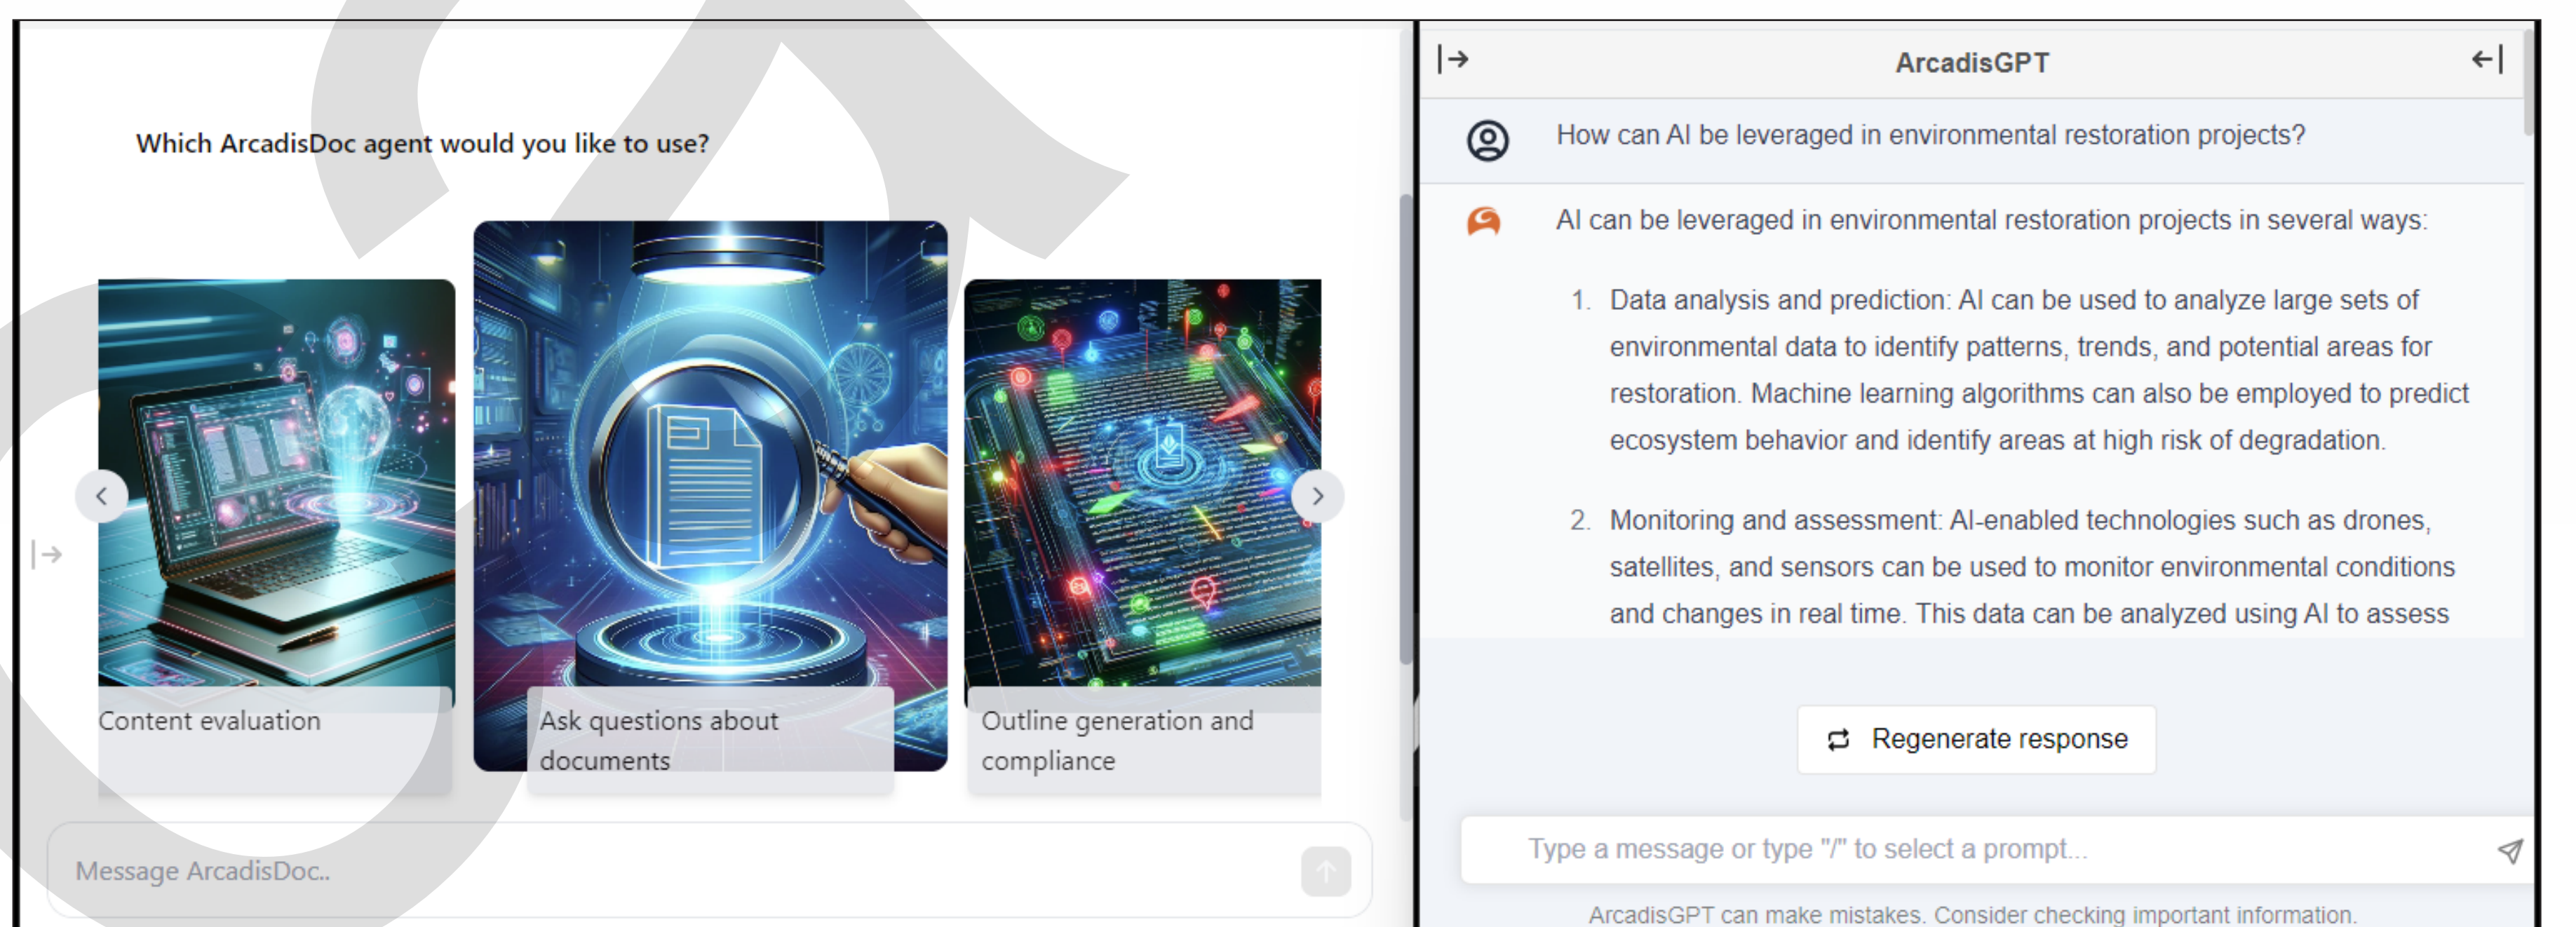 Which ArcadisDoc agent would you like to use?
Content evaluation
Ask questions about
documents
Outline generation and
compliance
Message ArcadisDoc..
ArcadisGPT
How can AI be leveraged in environmental restoration projects?
AI can be leveraged in environmental restoration projects in several ways:
1. Data analysis and prediction: AI can be used to analyze large sets of
environmental data to identify patterns, trends, and potential areas for
restoration. Machine learning algorithms can also be employed to predict
ecosystem behavior and identify areas at high risk of degradation.
2. Monitoring and assessment: AI-enabled technologies such as drones,
satellites, and sensors can be used to monitor environmental conditions
and changes in real time. This data can be analyzed using AI to assess
Regenerate response
Type a message or type "/" to select a prompt...
ArcadisGPT can make mistakes. Consider checking important information.